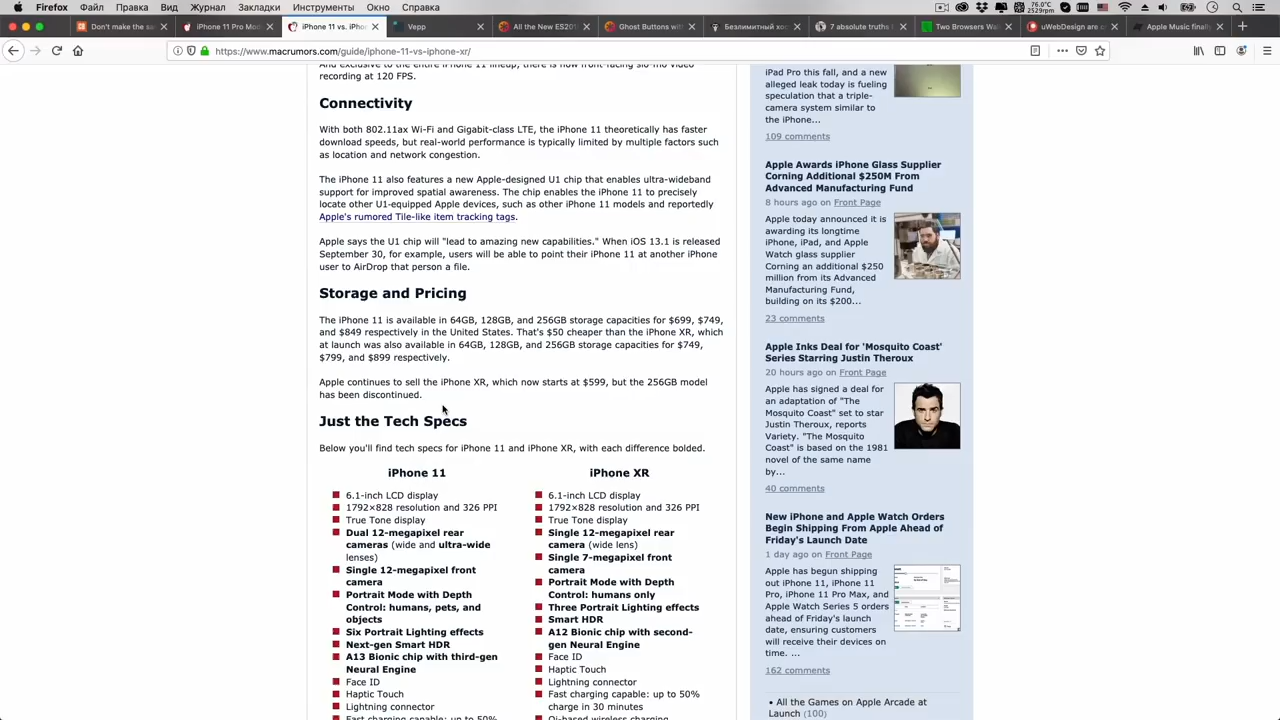 Firefox Файл Правка Вид Журнал Закладки Инструменты Окно Справка
76.0°C
2529rpm
Don't make the sa
iPhone 11 Pro Mod
iPhone 11 vs. iPho
Vepp
All the New ES201
Ghost Buttons wit
Безлимитный хос
7 absolute truths I
Two Browsers Wa
uWebDesign are c
Apple Music finally
https://www.macrumors.com/guide/iphone-11-vs-iphone-xr/
And exclusive to the entire iPhone 11 lineup, there is now front-facing slo-mo video
recording at 120 FPS.
Connectivity
With both 802.11ax Wi-Fi and Gigabit-class LTE, the iPhone 11 theoretically has faster
download speeds, but real-world performance is typically limited by multiple factors such
as location and network congestion.
The iPhone 11 also features a new Apple-designed U1 chip that enables ultra-wideband
support for improved spatial awareness. The chip enables the iPhone 11 to precisely
locate other U1-equipped Apple devices, such as other iPhone 11 models and reportedly
Apple's rumored Tile-like item tracking tags.
Apple says the U1 chip will "lead to amazing new capabilities." When iOS 13.1 is released
September 30, for example, users will be able to point their iPhone 11 at another iPhone
user to AirDrop that person a file.
Storage and Pricing
The iPhone 11 is available in 64GB, 128GB, and 256GB storage capacities for $699, $749,
and $849 respectively in the United States. That's $50 cheaper than the iPhone XR, which
at launch was also available in 64GB, 128GB, and 256GB storage capacities for $749,
$799, and $899 respectively.
Apple continues to sell the iPhone XR, which now starts at $599, but the 256GB model
has been discontinued.
Just the Tech Specs
Below you'll find tech specs for iPhone 11 and iPhone XR, with each difference bolded.
iPhone 11
6.1-inch LCD display
1792×828 resolution and 326 PPI
True Tone display
Dual 12-megapixel rear
cameras (wide and ultra-wide
lenses)
Single 12-megapixel front
camera
Portrait Mode with Depth
Control: humans, pets, and
objects
Six Portrait Lighting effects
Next-gen Smart HDR
A13 Bionic chip with third-gen
Neural Engine
Face ID
Haptic Touch
Lightning connector
Fast charging capable: up to 50%
iPhone XR
6.1-inch LCD display
1792×828 resolution and 326 PPI
True Tone display
Single 12-megapixel rear
camera (wide lens)
Single 7-megapixel front
camera
Portrait Mode with Depth
Control: humans only
Three Portrait Lighting effects
Smart HDR
A12 Bionic chip with second-
gen Neural Engine
Face ID
Haptic Touch
Lightning connector
Fast charging capable: up to 50%
charge in 30 minutes
Qi-based wireless charging
iPad Pro this fall, and a new
alleged leak today is fueling
speculation that a triple-
camera system similar to
the iPhone...
109 comments
Apple Awards iPhone Glass Supplier
Corning Additional $250M From
Advanced Manufacturing Fund
8 hours ago on Front Page
Apple today announced it is
awarding its longtime
iPhone, iPad, and Apple
Watch glass supplier
Corning an additional $250
million from its Advanced
Manufacturing Fund,
building on its $200...
23 comments
Apple Inks Deal for 'Mosquito Coast'
Series Starring Justin Theroux
20 hours ago on Front Page
Apple has signed a deal for
an adaptation of "The
Mosquito Coast" set to star
Justin Theroux, reports
Variety. "The Mosquito
Coast" is based on the 1981
novel of the same name
by...
40 comments
New iPhone and Apple Watch Orders
Begin Shipping From Apple Ahead of
Friday's Launch Date
1 day ago on Front Page
Apple has begun shipping
out iPhone 11, iPhone 11
Pro, iPhone 11 Pro Max, and
Apple Watch Series 5 orders
ahead of Friday's launch
date, ensuring customers
will receive their devices on
time. ...
162 comments
• All the Games on Apple Arcade at
Launch (100)